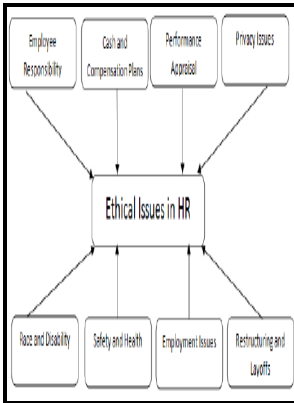 Employee
Responsibility
Cash and
Compensation Plans
Performance
Appraisal
Privacy Issues
Ethical Issues in HR
Race and Disability
Safety and Health
Employment Issues
Restructuring and
Layoffs